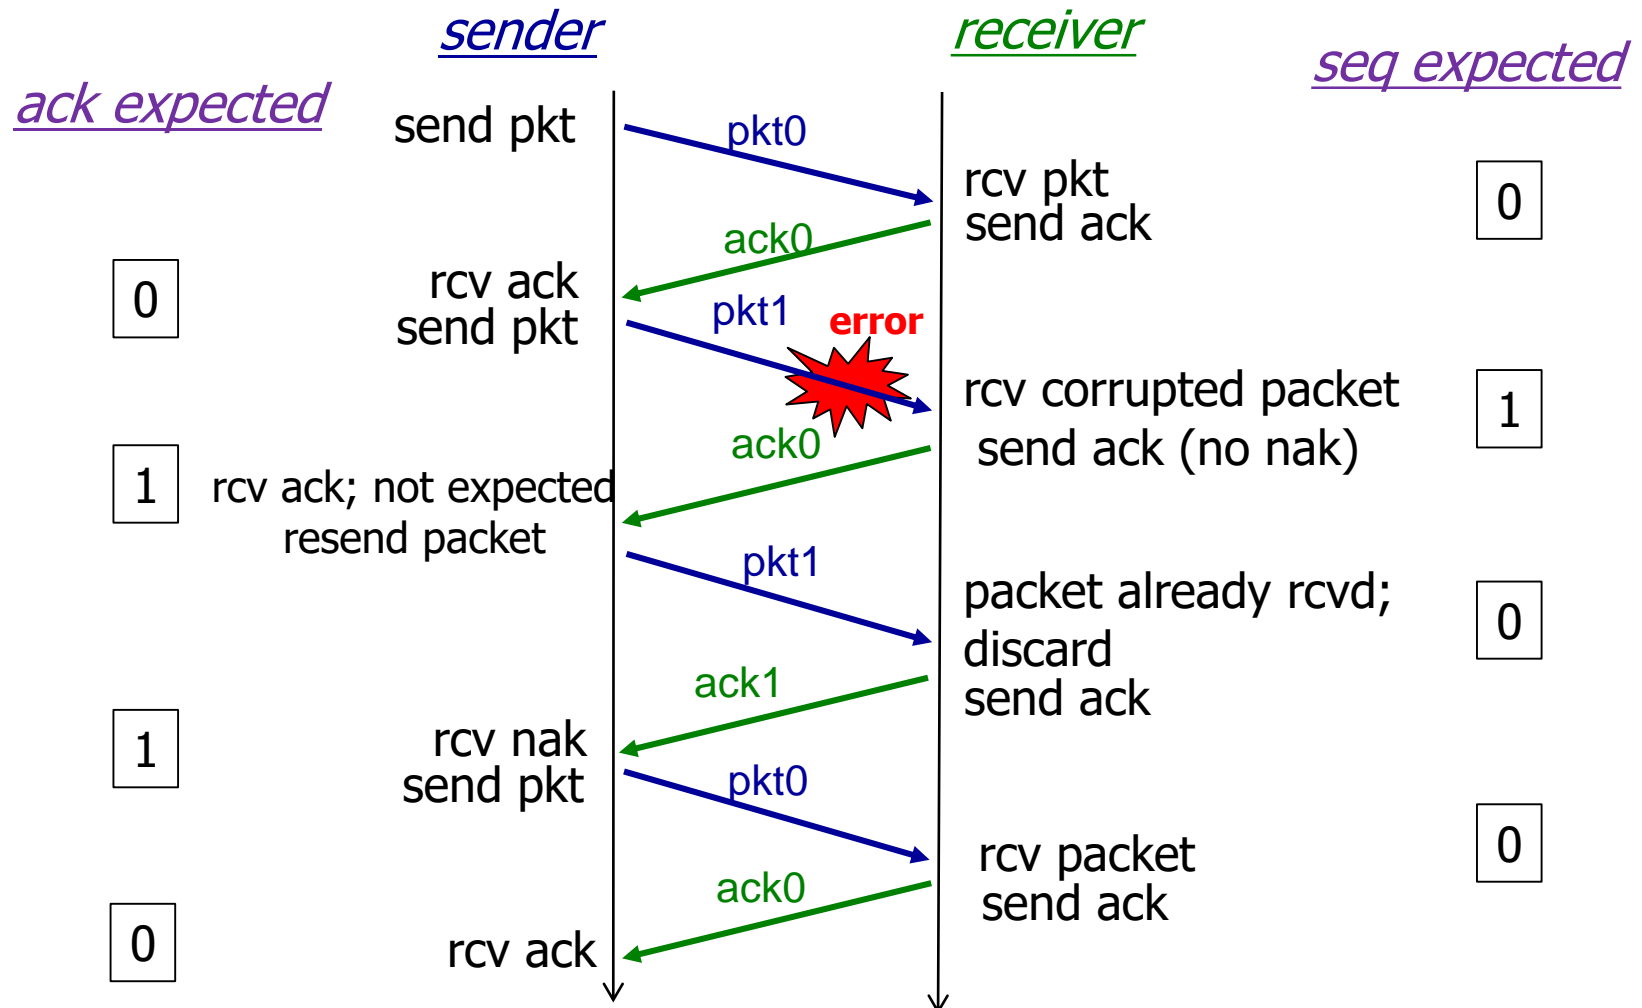 sender
receiver
ack expected
seq expected
send pkt
pkt0
rcv pkt
send ack
0
ack0
0
rcv ack
send pkt
pkt1
error
rcv corrupted packet
send ack (no nak)
1
ack0
1
rcv ack; not expected
resend packet
pkt1
packet already rcvd;
discard
send ack
0
ack1
1
rcv nak
send pkt
pkt0
rcv packet
send ack
0
ack0
0
rcv ack